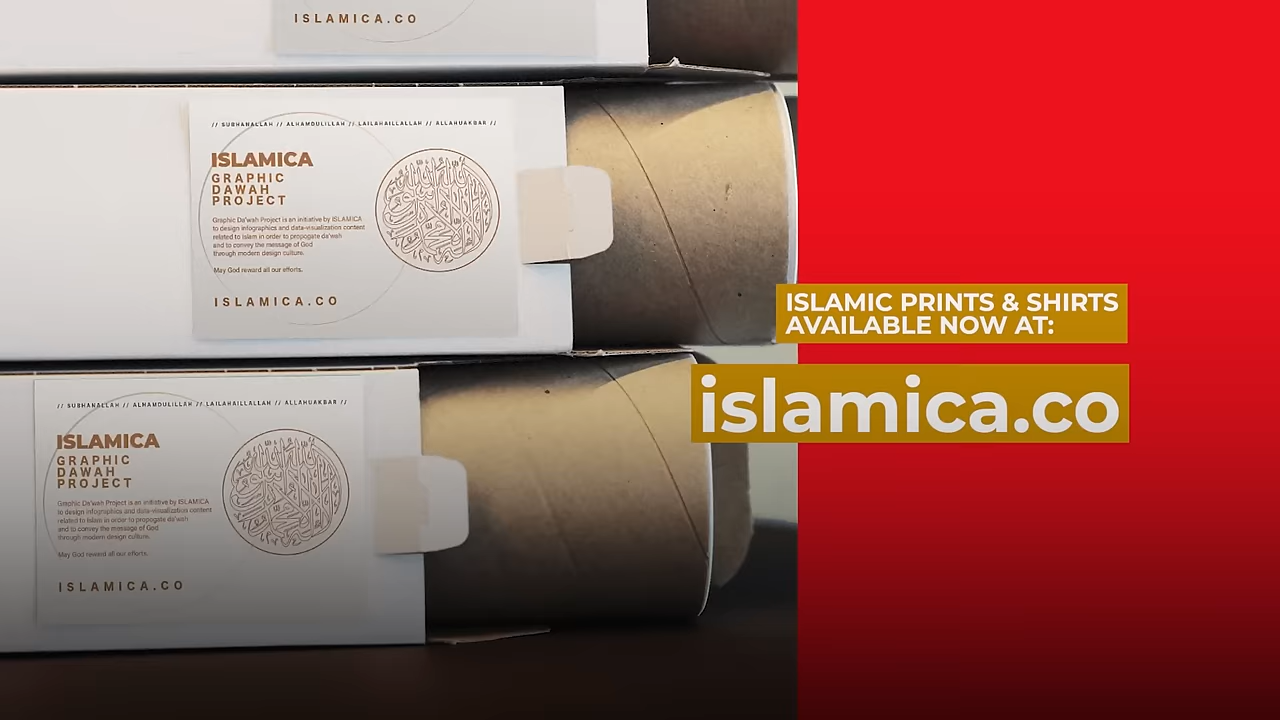 ISLAMICA.CO
// SUBHANALLAH // ALHAMDULILLAH // LAILAHAILLALLAH // ALLAHUAKBAR //
ISLAMICA
GRAPHIC
DAWAH
PROJECT
Graphic Da'wah Project is an initiative by ISLAMICA
to design infographics and data-visualization content
related to islam in order to propogate da'wah
and to convey the message of God
through modern design culture.
May God reward all our efforts.
ISLAMICA.CO
ISLAMIC PRINTS & SHIRTS
AVAILABLE NOW AT:
islamica.co
// SUBHANALLAH // ALHAMDULILLAH // LAILAHAILLALLAH // ALLAHUAKBAR //
ISLAMICA
GRAPHIC
DAWAH
PROJECT
Graphic Da'wah Project is an initiative by ISLAMICA
to design infographics and data-visualization content
related to islam in order to propogate da'wah
and to convey the message of God
through modern design culture.
May God reward all our efforts.
ISLAMICA.CO